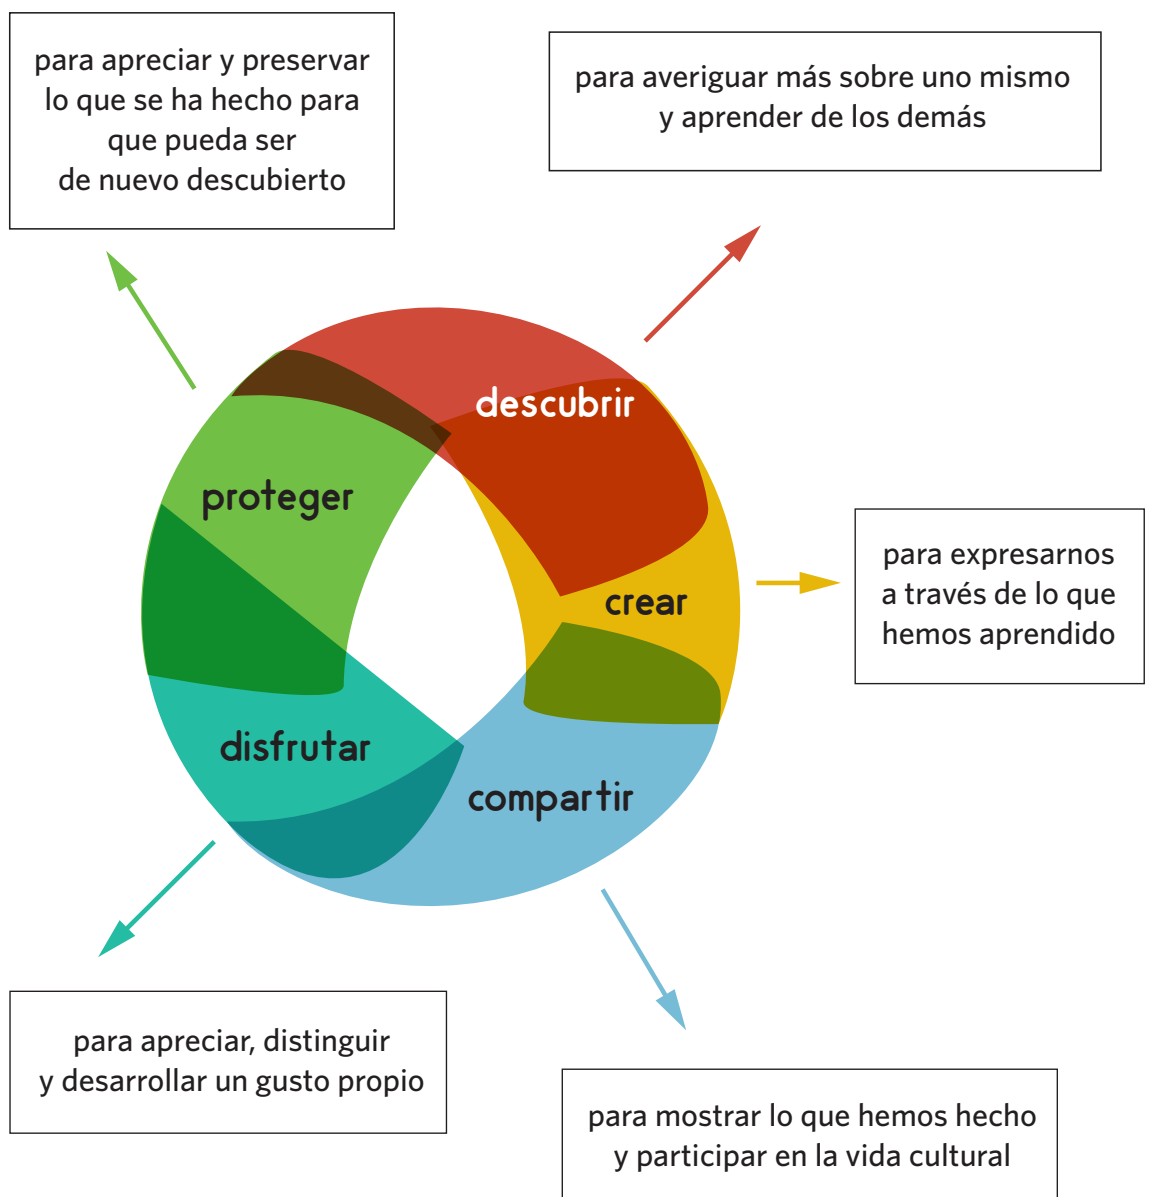 para apreciar y preservar
lo que se ha hecho para
que pueda ser
de nuevo descubierto
para averiguar más sobre uno mismo
y aprender de los demás
descubrir
proteger
para expresarnos
a través de lo que
hemos aprendido
crear
disfrutar
compartir
para apreciar, distinguir
y desarrollar un gusto propio
para mostrar lo que hemos hecho
y participar en la vida cultural